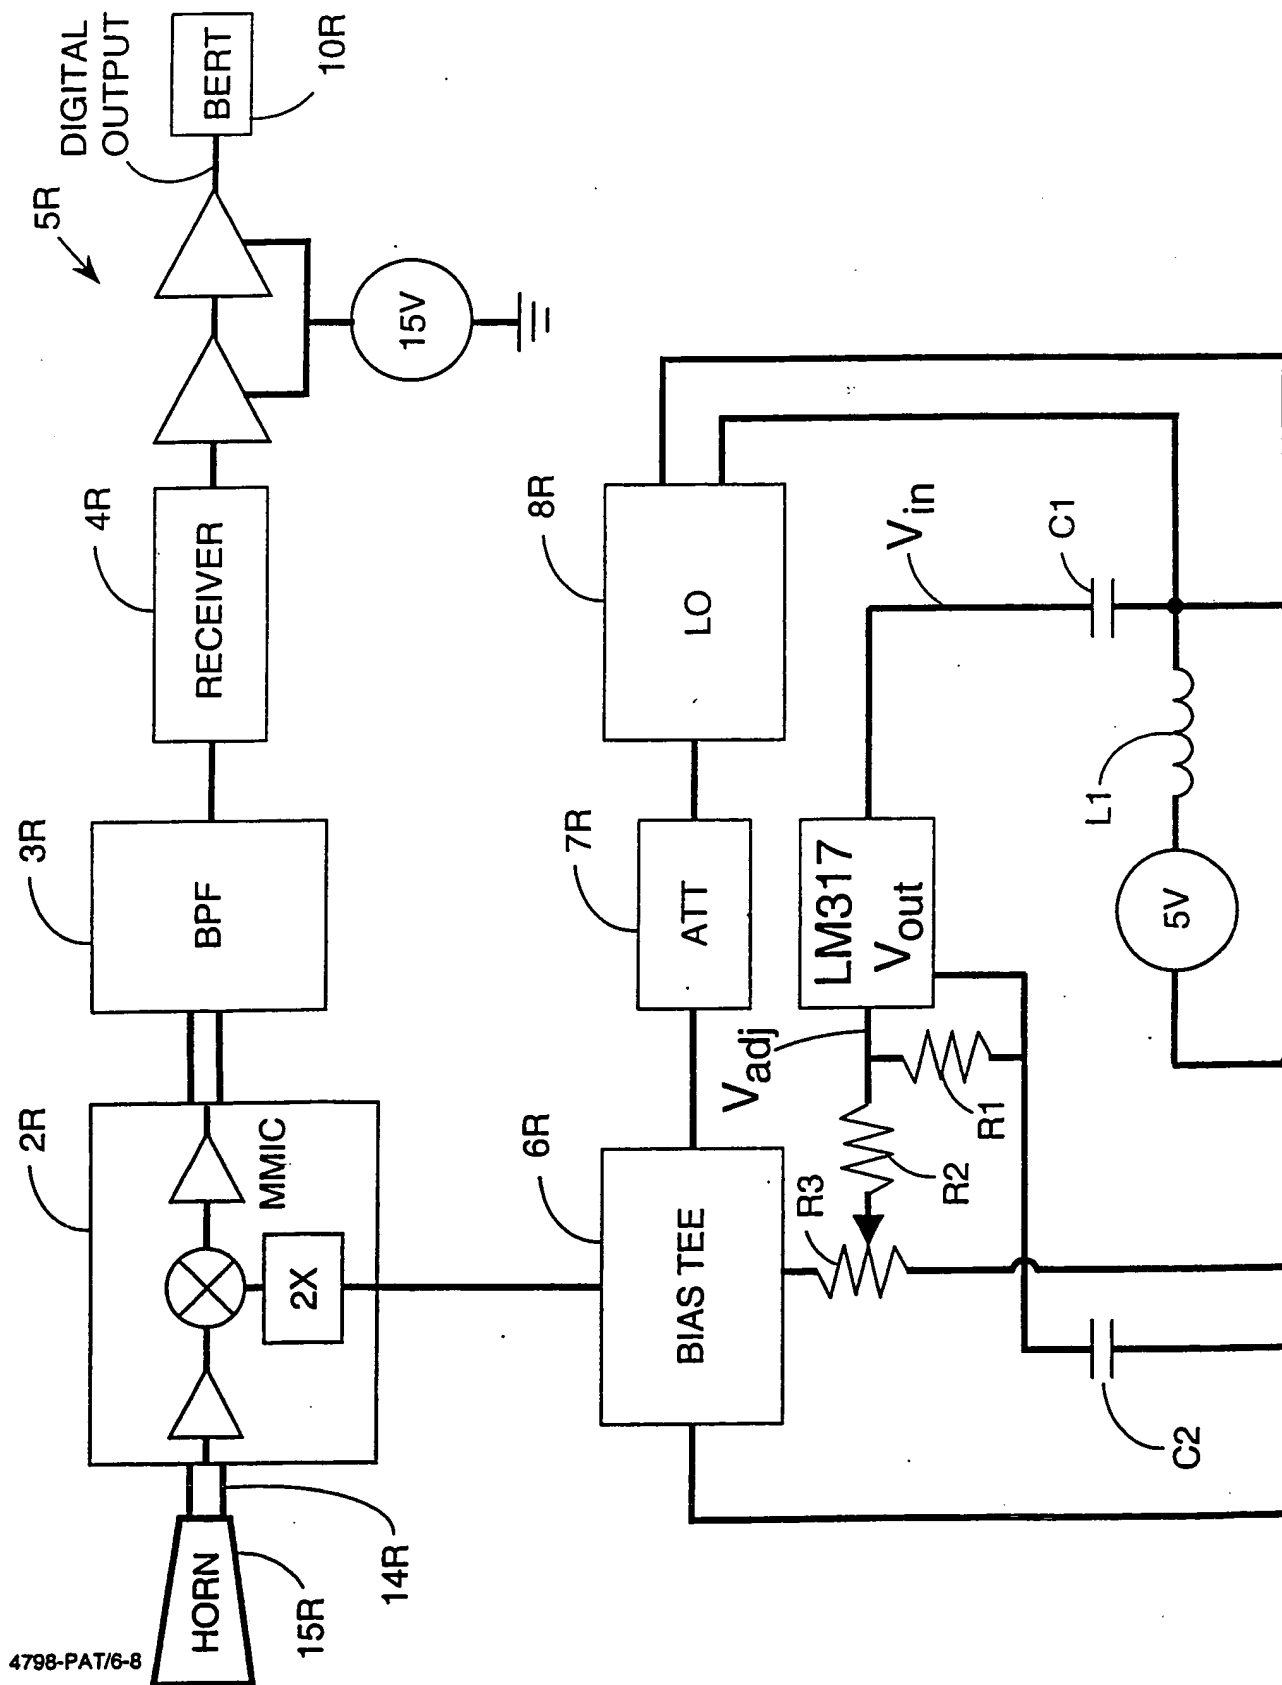 4798-PAT/6-8
HORN
15R
14R
2R
MMIC
2X
3R
BPF
4R
RECEIVER
5R
DIGITAL
OUTPUT
BERT
10R
15V
6R
BIAS TEE
7R
ATT
8R
LO
LM317
Vout
Vadj
Vin
R1
R2
R3
C1
C2
L1
5V